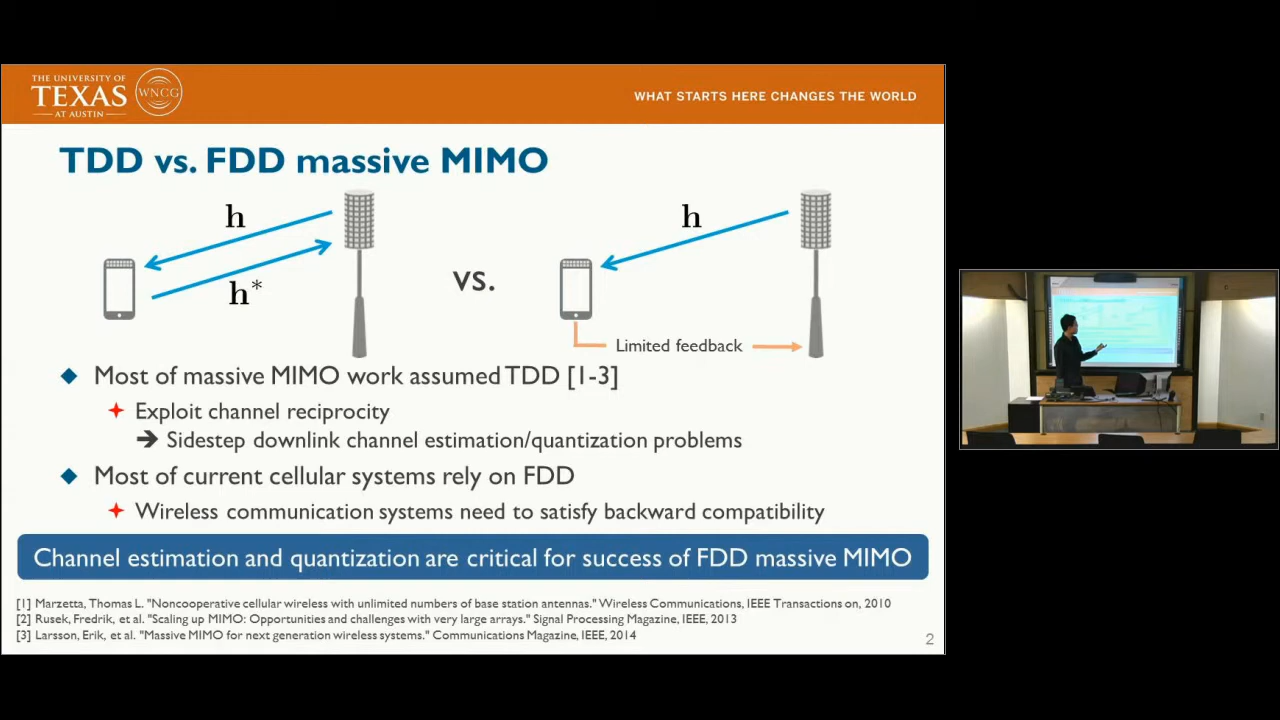 THE UNIVERSITY OF
TEXAS
AT AUSTIN
WNCG
WHAT STARTS HERE CHANGES THE WORLD
TDD vs. FDD massive MIMO
h
h*
vs.
h
Limited feedback
Most of massive MIMO work assumed TDD [1-3]
Exploit channel reciprocity
➔ Sidestep downlink channel estimation/quantization problems
Most of current cellular systems rely on FDD
Wireless communication systems need to satisfy backward compatibility
Channel estimation and quantization are critical for success of FDD massive MIMO
[1] Marzetta, Thomas L. "Noncooperative cellular wireless with unlimited numbers of base station antennas." Wireless Communications, IEEE Transactions on, 2010
[2] Rusek, Fredrik, et al. "Scaling up MIMO: Opportunities and challenges with very large arrays." Signal Processing Magazine, IEEE, 2013
[3] Larsson, Erik, et al. "Massive MIMO for next generation wireless systems." Communications Magazine, IEEE, 2014
2